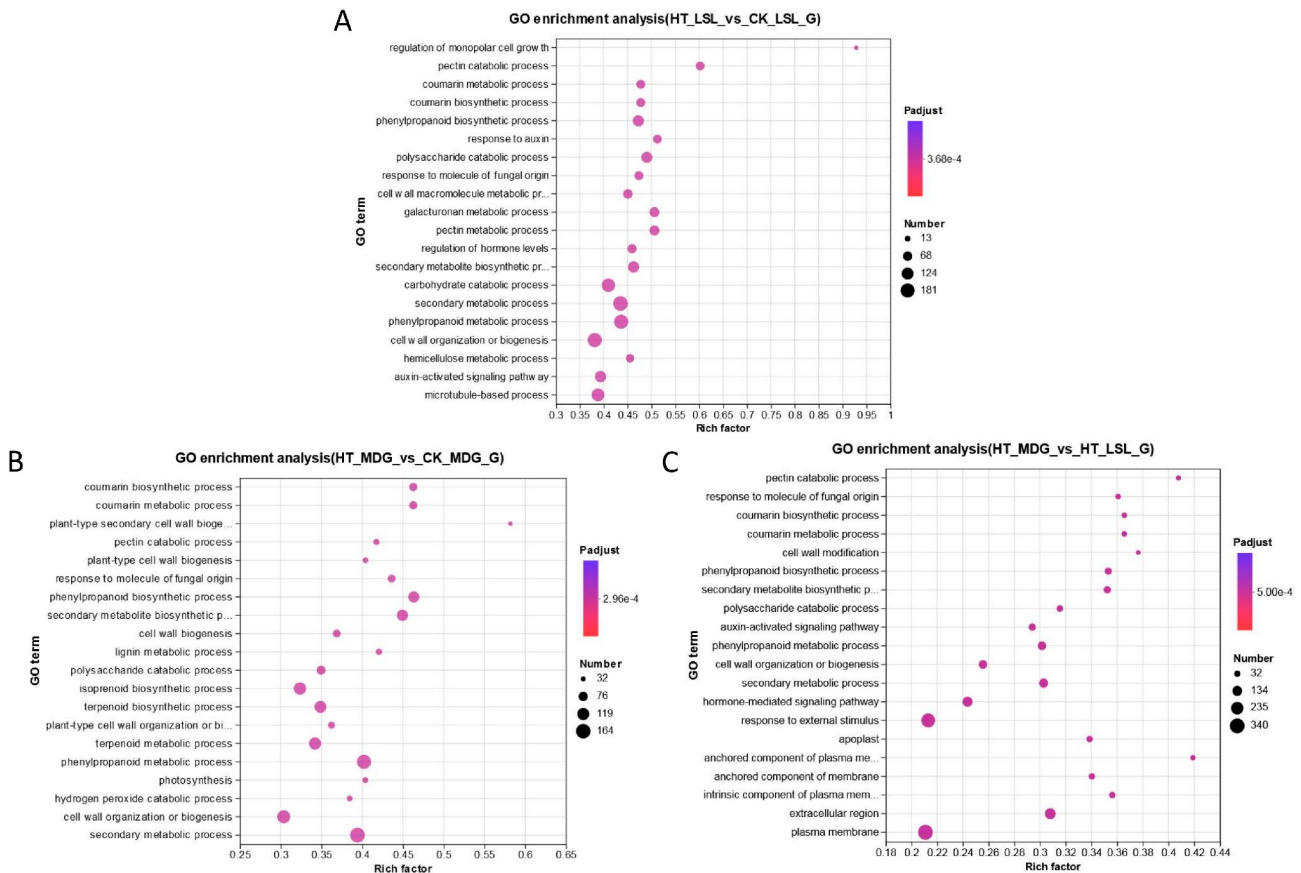 A
GO enrichment analysis(HT_LSL_vs_CK_LSL_G)
regulation of monopolar cell growth
pectin catabolic process
coumarin metabolic process
coumarin biosynthetic process
phenylpropanoid biosynthetic process
response to auxin
polysaccharide catabolic process
response to molecule of fungal origin
cell wall macromolecule metabolic pr...
galacturonan metabolic process
pectin metabolic process
regulation of hormone levels
secondary metabolite biosynthetic pr...
carbohydrate catabolic process
secondary metabolic process
phenylpropanoid metabolic process
cell wall organization or biogenesis
hemicellulose metabolic process
auxin-activated signaling pathway
microtubule-based process
GO term
0.3 0.35 0.4 0.45 0.5 0.55 0.6 0.65 0.7 0.75 0.8 0.85 0.9 0.95 1
Rich factor
Padjust
3.68e-4
Number
13
68
124
181
B
GO enrichment analysis(HT_MDG_vs_CK_MDG_G)
coumarin biosynthetic process
coumarin metabolic process
plant-type secondary cell wall bioge...
pectin catabolic process
plant-type cell wall biogenesis
response to molecule of fungal origin
phenylpropanoid biosynthetic process
secondary metabolite biosynthetic p...
cell wall biogenesis
lignin metabolic process
polysaccharide catabolic process
isoprenoid biosynthetic process
terpenoid biosynthetic process
plant-type cell wall organization or bi...
terpenoid metabolic process
phenylpropanoid metabolic process
photosynthesis
hydrogen peroxide catabolic process
cell wall organization or biogenesis
secondary metabolic process
GO term
0.25 0.3 0.35 0.4 0.45 0.5 0.55 0.6 0.65
Rich factor
Padjust
2.96e-4
Number
32
76
119
164
C
GO enrichment analysis(HT_MDG_vs_HT_LSL_G)
pectin catabolic process
response to molecule of fungal origin
coumarin biosynthetic process
coumarin metabolic process
cell wall modification
phenylpropanoid biosynthetic process
secondary metabolite biosynthetic p...
polysaccharide catabolic process
auxin-activated signaling pathway
phenylpropanoid metabolic process
cell wall organization or biogenesis
secondary metabolic process
hormone-mediated signaling pathway
response to external stimulus
apoplast
anchored component of plasma me...
anchored component of membrane
intrinsic component of plasma mem...
extracellular region
plasma membrane
GO term
0.18 0.2 0.22 0.24 0.26 0.28 0.3 0.32 0.34 0.36 0.38 0.4 0.42 0.44
Rich factor
Padjust
5.00e-4
Number
32
134
235
340